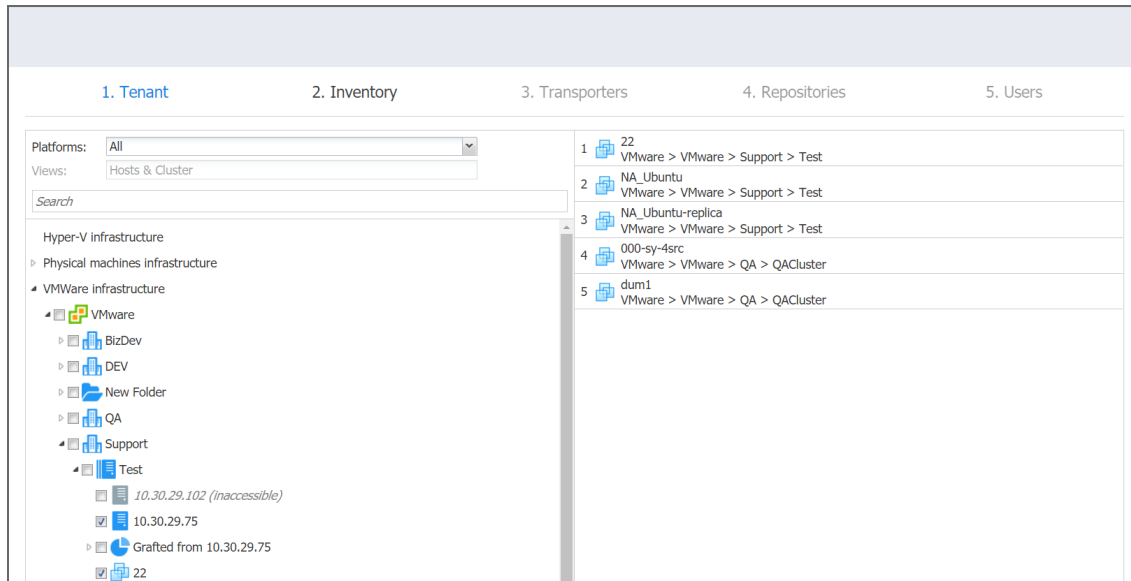 1. Tenant 2. Inventory 3. Transporters 4. Repositories 5. Users
Platforms: All
Views: Hosts & Cluster
Search
Hyper-V infrastructure
Physical machines infrastructure
VMWare infrastructure
VMware
BizDev
DEV
New Folder
QA
Support
Test
10.30.29.102 (inaccessible)
10.30.29.75
Grafted from 10.30.29.75
22
1 22
VMware > VMware > Support > Test
2 NA_Ubuntu
VMware > VMware > Support > Test
3 NA_Ubuntu-replica
VMware > VMware > Support > Test
4 000-sy-4src
VMware > VMware > QA > QACluster
5 dum1
VMware > VMware > QA > QACluster